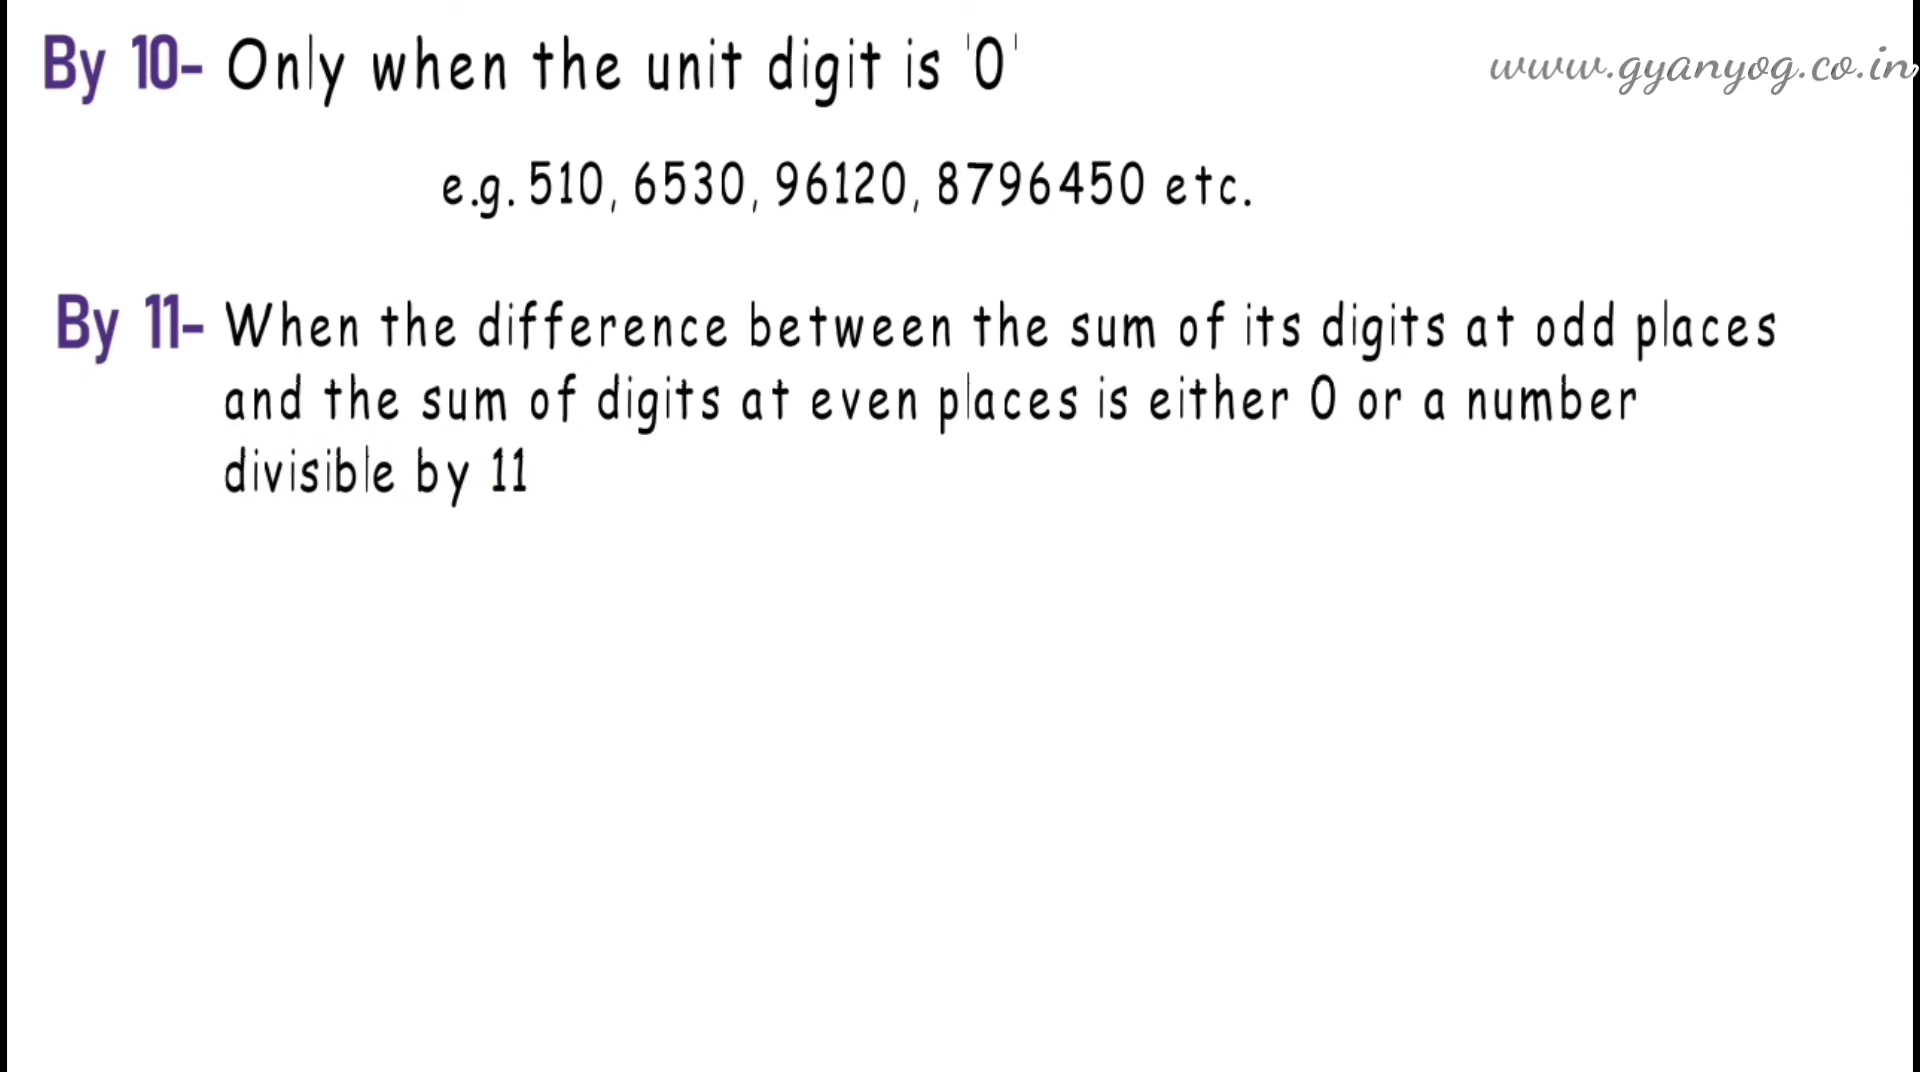 By 10- Only when the unit digit is '0'
www.gyanyog.co.in
e.g. 510, 6530, 96120, 8796450 etc.
By 11- When the difference between the sum of its digits at odd places
and the sum of digits at even places is either 0 or a number
divisible by 11